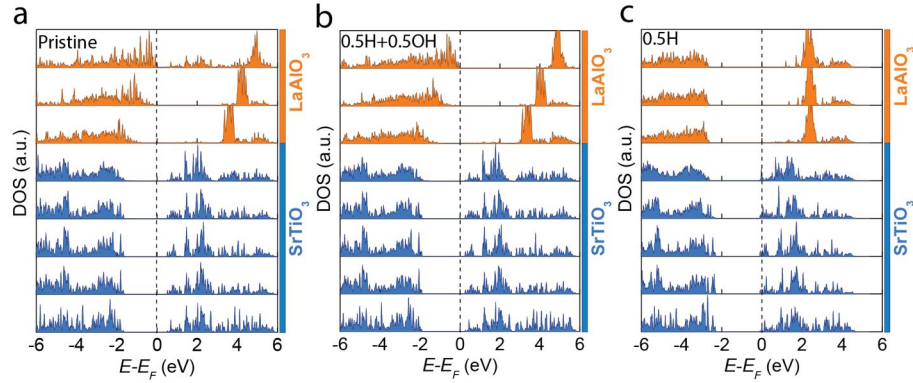 a
Pristine
DOS (a.u.)
LaAlO3
SrTiO3
-6 -4 -2 0 2 4 6
E-EF (eV)
b
0.5H+0.5OH
DOS (a.u.)
LaAlO3
SrTiO3
-6 -4 -2 0 2 4 6
E-EF (eV)
c
0.5H
DOS (a.u.)
LaAlO3
SrTiO3
-6 -4 -2 0 2 4 6
E-EF (eV)